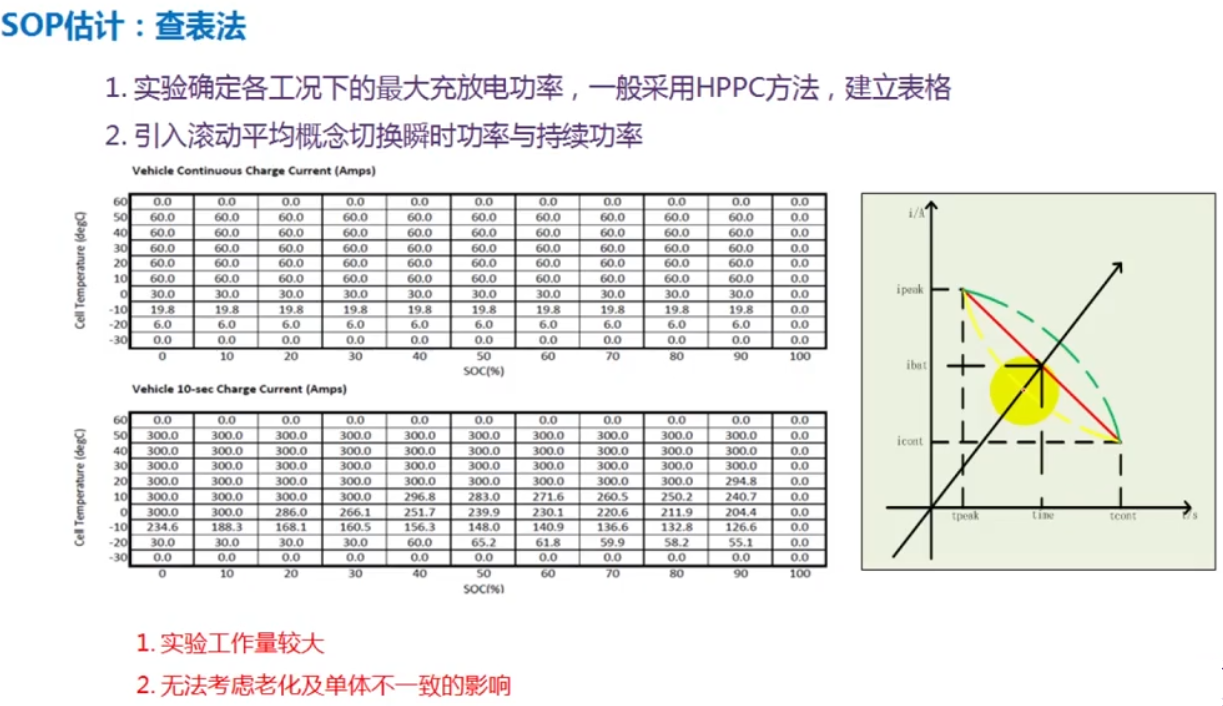 SOP估计：查表法
1. 实验确定各工况下的最大充放电功率，一般采用HPPC方法，建立表格
2. 引入滚动平均概念切换瞬时功率与持续功率
Vehicle Continuous Charge Current (Amps)
Cell Temperature (degC)
60 0.0 0.0 0.0 0.0 0.0 0.0 0.0 0.0 0.0 0.0 0.0
50 60.0 60.0 60.0 60.0 60.0 60.0 60.0 60.0 60.0 60.0 0.0
40 60.0 60.0 60.0 60.0 60.0 60.0 60.0 60.0 60.0 60.0 0.0
30 60.0 60.0 60.0 60.0 60.0 60.0 60.0 60.0 60.0 60.0 0.0
20 60.0 60.0 60.0 60.0 60.0 60.0 60.0 60.0 60.0 60.0 0.0
10 60.0 60.0 60.0 60.0 60.0 60.0 60.0 60.0 60.0 60.0 0.0
0 30.0 30.0 30.0 30.0 30.0 30.0 30.0 30.0 30.0 30.0 0.0
-10 19.8 19.8 19.8 19.8 19.8 19.8 19.8 19.8 19.8 19.8 0.0
-20 6.0 6.0 6.0 6.0 6.0 6.0 6.0 6.0 6.0 6.0 0.0
-30 0.0 0.0 0.0 0.0 0.0 0.0 0.0 0.0 0.0 0.0 0.0
0 10 20 30 40 50 60 70 80 90 100
SOC(%)
Vehicle 10-sec Charge Current (Amps)
Cell Temperature (degC)
60 0.0 0.0 0.0 0.0 0.0 0.0 0.0 0.0 0.0 0.0 0.0
50 300.0 300.0 300.0 300.0 300.0 300.0 300.0 300.0 300.0 300.0 0.0
40 300.0 300.0 300.0 300.0 300.0 300.0 300.0 300.0 300.0 300.0 0.0
30 300.0 300.0 300.0 300.0 300.0 300.0 300.0 300.0 300.0 300.0 0.0
20 300.0 300.0 300.0 300.0 300.0 300.0 300.0 300.0 300.0 294.8 0.0
10 300.0 300.0 300.0 300.0 296.8 283.0 271.6 260.5 250.2 240.7 0.0
0 300.0 300.0 286.0 266.1 251.7 239.9 230.1 220.6 211.9 204.4 0.0
-10 234.6 188.3 168.1 160.5 156.3 148.0 140.9 136.6 132.8 126.6 0.0
-20 30.0 30.0 30.0 30.0 60.0 65.2 61.8 59.9 58.2 55.1 0.0
-30 0.0 0.0 0.0 0.0 0.0 0.0 0.0 0.0 0.0 0.0 0.0
0 10 20 30 40 50 60 70 80 90 100
SOC(%)
i/A
ipeak
ibat
icont
tpeak time tcont t/s
1. 实验工作量较大
2. 无法考虑老化及单体不一致的影响